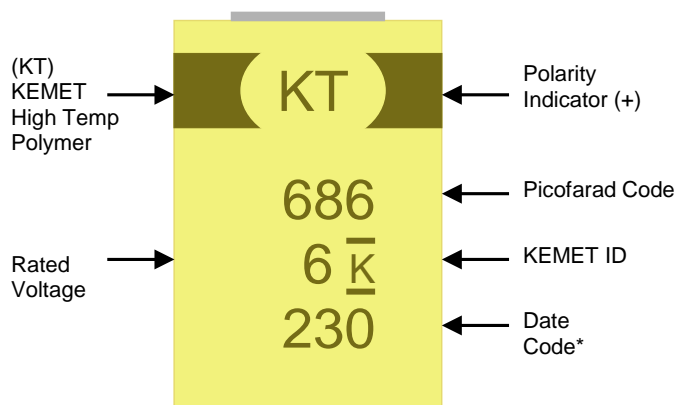 (KT)
KEMET
High Temp
Polymer
KT
Polarity
Indicator (+)
686
Picofarad Code
Rated
Voltage
6 K
KEMET ID
230
Date
Code*